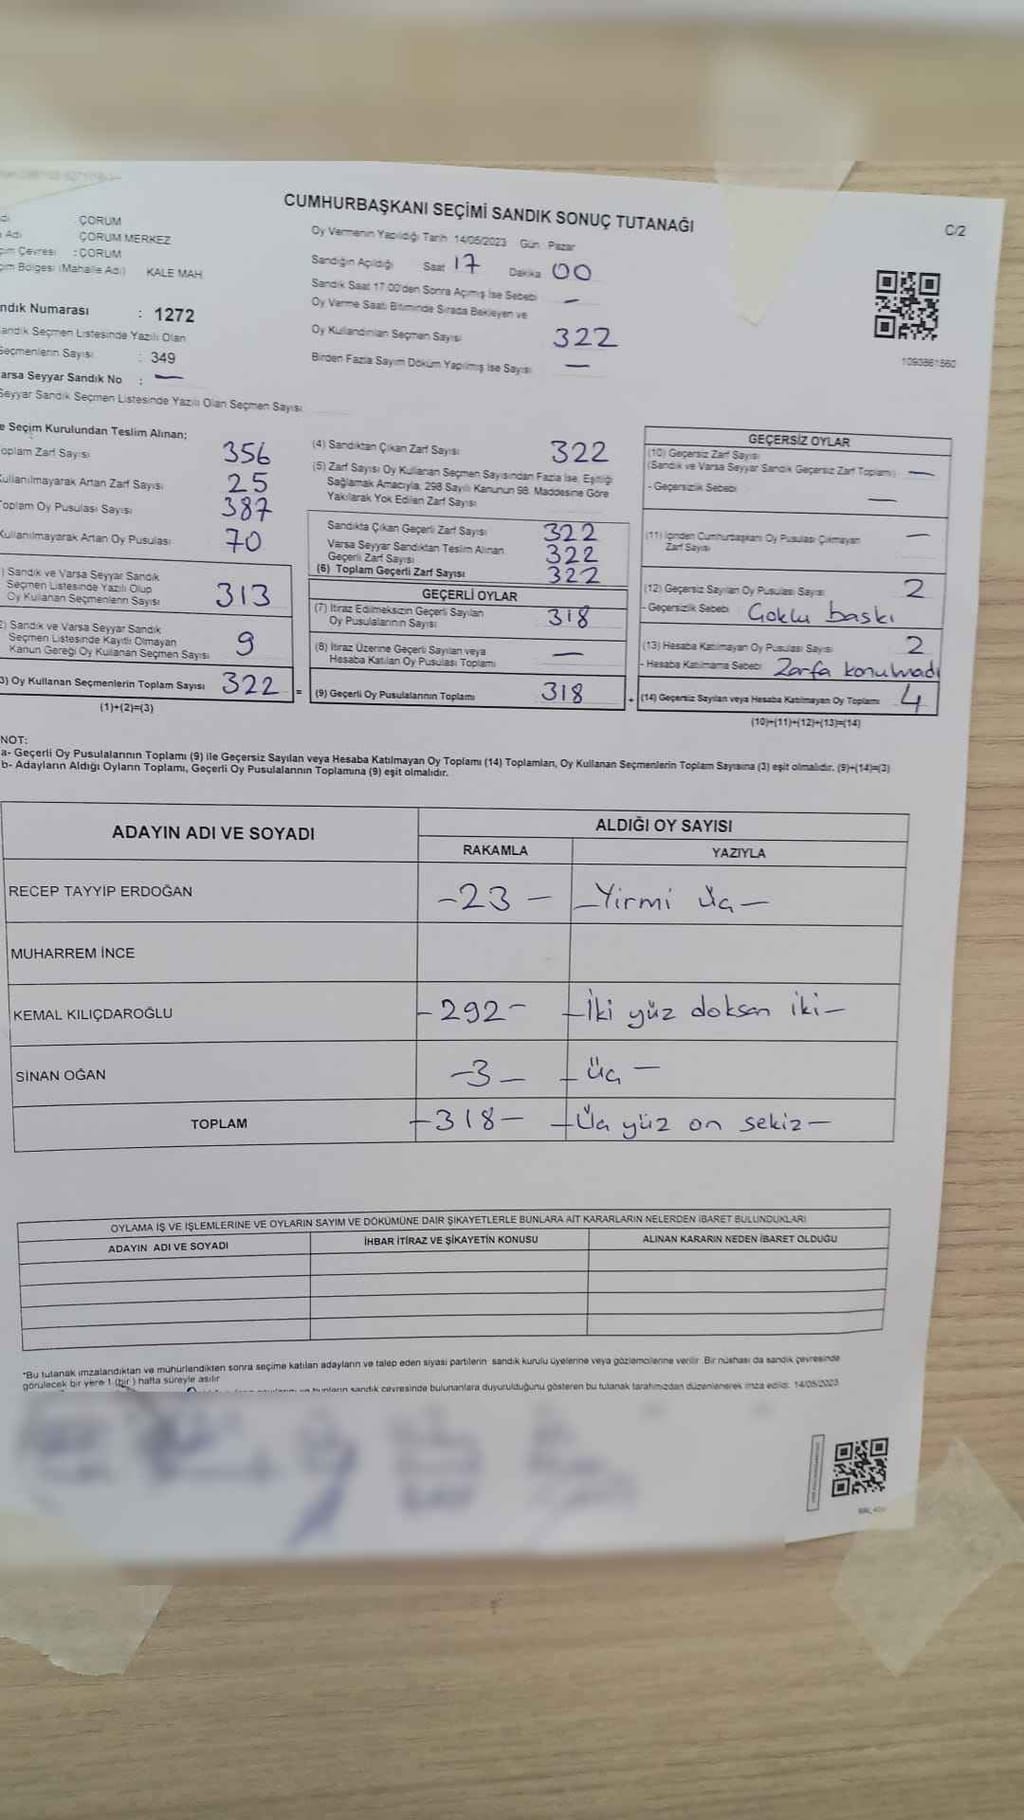 CUMHURBAŞKANI SEÇİMİ SANDIK SONUÇ TUTANAĞI
C/2
ÇORUM
Adı ÇORUM MERKEZ
Çevresi : ÇORUM
Bölgesi (Mahalle Adı) KALE MAH.
Numarası : 1272
Seçmen Listesinde Yazılı Olan
Seçmenlerin Sayısı : 349
Seyyar Sandık No : —
Seyyar Sandık Seçmen Listesinde Yazılı Olan Seçmen Sayısı
Oy Vermenin Yapıldığı Tarih 14/05/2023 Gün Pazar
Sandığın Açıldığı Saat 17 Dakika 00
Sandık Saat 17.00'den Sonra Açılmış İse Sebebi —
Oy Verme Saati Bitiminde Sırada Bekleyen ve
Oy Kullandırılan Seçmen Sayısı 322
Birden Fazla Sayım Döküm Yapılmış İse Sayısı —
1090861560
Seçim Kurulundan Teslim Alınan;
Zarf Sayısı 356
Kullanılmayarak Artan Zarf Sayısı 25
Toplam Oy Pusulası Sayısı 387
Kullanılmayarak Artan Oy Pusulası 70
Sandık ve Varsa Seyyar Sandık
Seçmen Listesinde Yazılı Olup
Oy Kullanan Seçmenlerin Sayısı 313
Sandık ve Varsa Seyyar Sandık
Seçmen Listesinde Kayıtlı Olmayan
Kanun Gereği Oy Kullanan Seçmen Sayısı 9
3) Oy Kullanan Seçmenlerin Toplam Sayısı 322 =
(1)+(2)=(3)
(4) Sandıktan Çıkan Zarf Sayısı 322
(5) Zarf Sayısı Oy Kullanan Seçmen Sayısından Fazla İse, Eşitliği
Sağlamak Amacıyla, 298 Sayılı Kanunun 98. Maddesine Göre
Yakılarak Yok Edilen Zarf Sayısı
Sandıkta Çıkan Geçerli Zarf Sayısı 322
Varsa Seyyar Sandıktan Teslim Alınan
Geçerli Zarf Sayısı 322
(6) Toplam Geçerli Zarf Sayısı 322
GEÇERLİ OYLAR
(7) İtiraz Edilmeksizin Geçerli Sayılan
Oy Pusulalarının Sayısı 318
(8) İtiraz Üzerine Geçerli Sayılan veya
Hesaba Katılan Oy Pusulası Toplamı —
(9) Geçerli Oy Pusulalarının Toplamı 318 +
GEÇERSİZ OYLAR
(10) Geçersiz Zarf Sayısı
(Sandık ve Varsa Seyyar Sandık Geçersiz Zarf Toplamı) —
- Geçersizlik Sebebi —
(11) İçinden Cumhurbaşkanı Oy Pusulası Çıkmayan
Zarf Sayısı —
(12) Geçersiz Sayılan Oy Pusulası Sayısı 2
- Geçersizlik Sebebi Çoklu baskı
(13) Hesaba Katılmayan Oy Pusulası Sayısı 2
- Hesaba Katılmama Sebebi Zarfa konulmadı
(14) Geçersiz Sayılan veya Hesaba Katılmayan Oy Toplamı 4
(10)+(11)+(12)+(13)=(14)
NOT:
a- Geçerli Oy Pusulalarının Toplamı (9) ile Geçersiz Sayılan veya Hesaba Katılmayan Oy Toplamı (14) Toplamları, Oy Kullanan Seçmenlerin Toplam Sayısına (3) eşit olmalıdır. (9)+(14)=(3)
b- Adayların Aldığı Oyların Toplamı, Geçerli Oy Pusulalarının Toplamına (9) eşit olmalıdır.
ADAYIN ADI VE SOYADI ALDIĞI OY SAYISI
RAKAMLA YAZIYLA
RECEP TAYYİP ERDOĞAN -23- -Yirmi üç-
MUHARREM İNCE
KEMAL KILIÇDAROĞLU -292- -İki yüz doksan iki-
SİNAN OĞAN -3- -üç-
TOPLAM -318- -Üç yüz on sekiz-
OYLAMA İŞ VE İŞLEMLERİNE VE OYLARIN SAYIM VE DÖKÜMÜNE DAİR ŞİKAYETLERLE BUNLARA AİT KARARLARIN NELERDEN İBARET BULUNDUKLARI
ADAYIN ADI VE SOYADI İHBAR İTİRAZ VE ŞİKAYETİN KONUSU ALINAN KARARIN NEDEN İBARET OLDUĞU
*Bu tutanak imzalandıktan ve mühürlendikten sonra seçime katılan adayların ve talep eden siyasi partilerin sandık kurulu üyelerine veya gözlemcilerine verilir. Bir nüshası da sandık çevresinde
görülecek bir yere 1 (bir) hafta süreyle asılır.
sandık çevresinde bulunanlara duyurulduğunu gösteren bu tutanak tarafımızdan düzenlenerek imza edildi. 14/05/2023